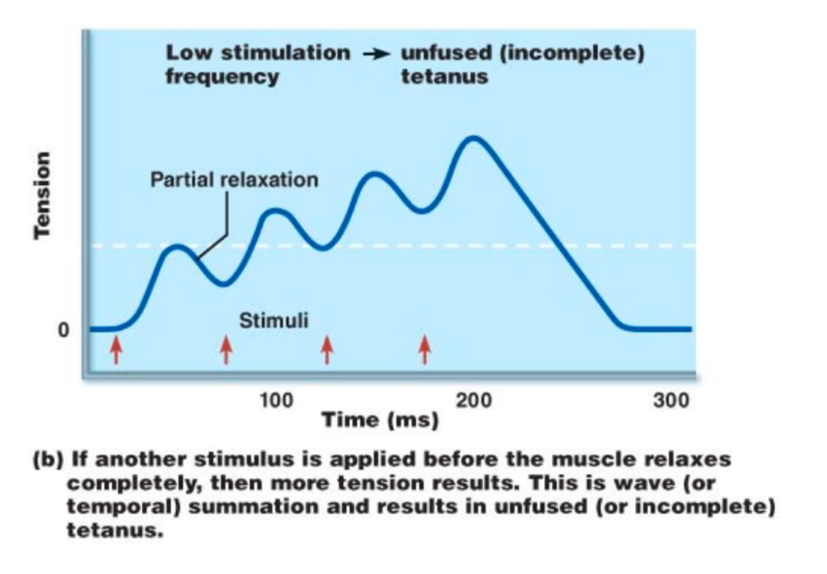 Low stimulation → unfused (incomplete)
frequency tetanus
Partial relaxation
Tension
Stimuli
0
100 200 300
Time (ms)
(b) If another stimulus is applied before the muscle relaxes
completely, then more tension results. This is wave (or
temporal) summation and results in unfused (or incomplete)
tetanus.